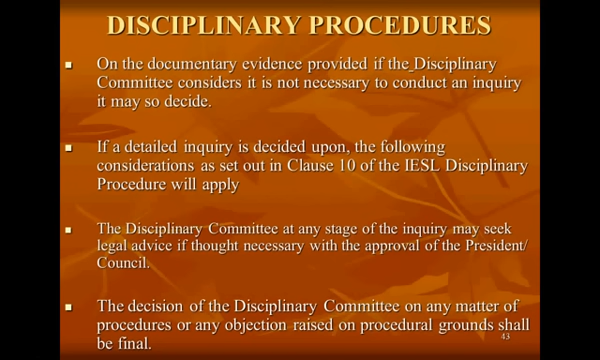 DISCIPLINARY PROCEDURES
▪ On the documentary evidence provided if the Disciplinary
Committee considers it is not necessary to conduct an inquiry
it may so decide.
▪ If a detailed inquiry is decided upon, the following
considerations as set out in Clause 10 of the IESL Disciplinary
Procedure will apply
▪ The Disciplinary Committee at any stage of the inquiry may seek
legal advice if thought necessary with the approval of the President/
Council.
▪ The decision of the Disciplinary Committee on any matter of
procedures or any objection raised on procedural grounds shall
be final.
43